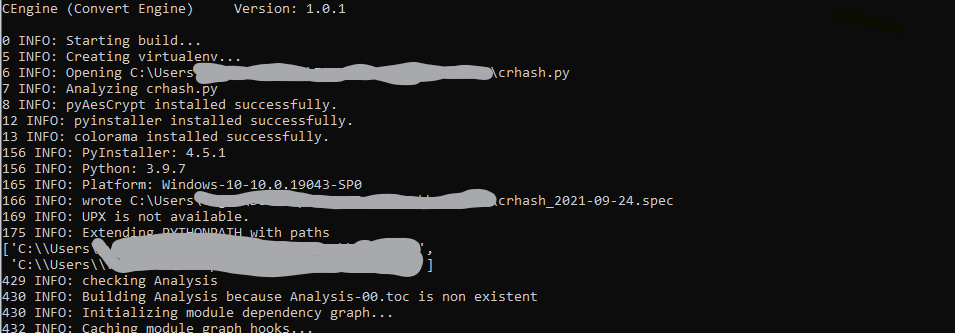 CEngine (Convert Engine)     Version: 1.0.1
0 INFO: Starting build...
5 INFO: Creating virtualenv...
6 INFO: Opening C:\Users\crhash.py
7 INFO: Analyzing crhash.py
8 INFO: pyAesCrypt installed successfully.
12 INFO: pyinstaller installed successfully.
13 INFO: colorama installed successfully.
156 INFO: PyInstaller: 4.5.1
156 INFO: Python: 3.9.7
165 INFO: Platform: Windows-10-10.0.19043-SP0
166 INFO: wrote C:\Users\crhash_2021-09-24.spec
169 INFO: UPX is not available.
175 INFO: Extending PYTHONPATH with paths
['C:\\Users\ ',
 'C:\\Users\\ ]
429 INFO: checking Analysis
430 INFO: Building Analysis because Analysis-00.toc is non existent
430 INFO: Initializing module dependency graph...
432 INFO: Caching module graph hooks...